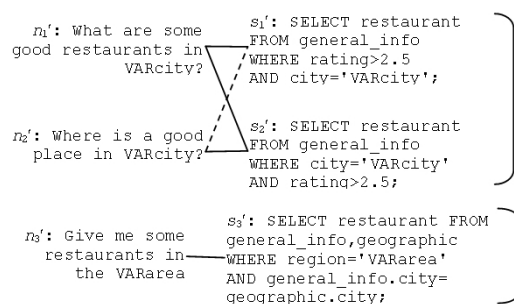 n₁': What are some
good restaurants in
VARcity?
s₁': SELECT restaurant
FROM general_info
WHERE rating>2.5
AND city='VARcity';
n₂': Where is a good
place in VARcity?
s₂': SELECT restaurant
FROM general_info
WHERE city='VARcity'
AND rating>2.5;
n₃': Give me some
restaurants in
the VARarea
s₃': SELECT restaurant FROM
general_info,geographic
WHERE region='VARarea'
AND general_info.city=
geographic.city;